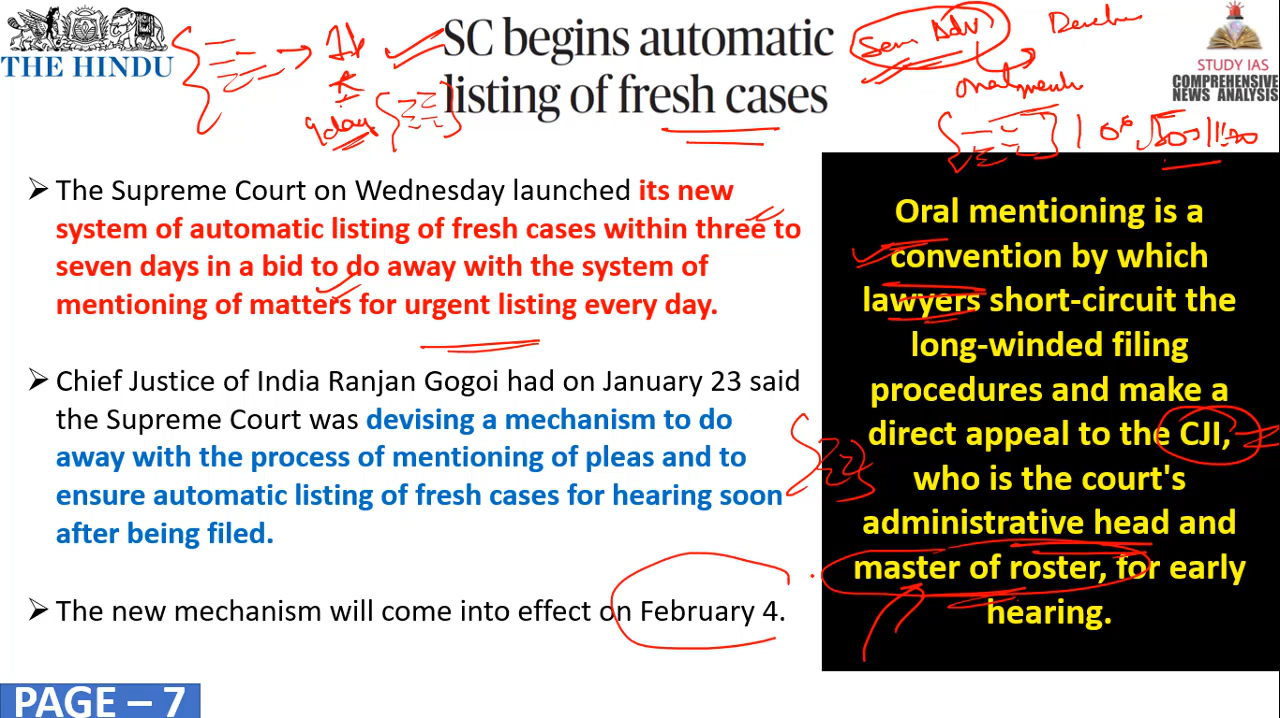 THE HINDU
SC begins automatic
listing of fresh cases
STUDY IAS
COMPREHENSIVE
NEWS ANALYSIS
➢ The Supreme Court on Wednesday launched its new
system of automatic listing of fresh cases within three to
seven days in a bid to do away with the system of
mentioning of matters for urgent listing every day.
➢ Chief Justice of India Ranjan Gogoi had on January 23 said
the Supreme Court was devising a mechanism to do
away with the process of mentioning of pleas and to
ensure automatic listing of fresh cases for hearing soon
after being filed.
➢ The new mechanism will come into effect on February 4.
Oral mentioning is a
convention by which
lawyers short-circuit the
long-winded filing
procedures and make a
direct appeal to the CJI,
who is the court's
administrative head and
master of roster, for early
hearing.
PAGE – 7